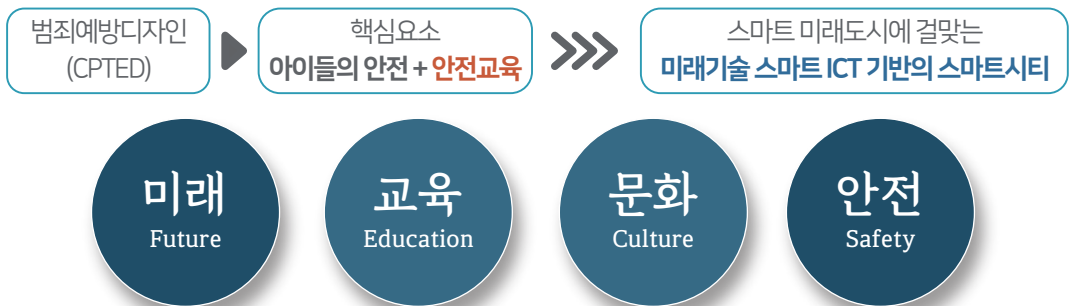 범죄예방디자인
(CPTED)
핵심요소
아이들의 안전 + 안전교육
스마트 미래도시에 걸맞는
미래기술 스마트 ICT 기반의 스마트시티
미래
Future
교육
Education
문화
Culture
안전
Safety